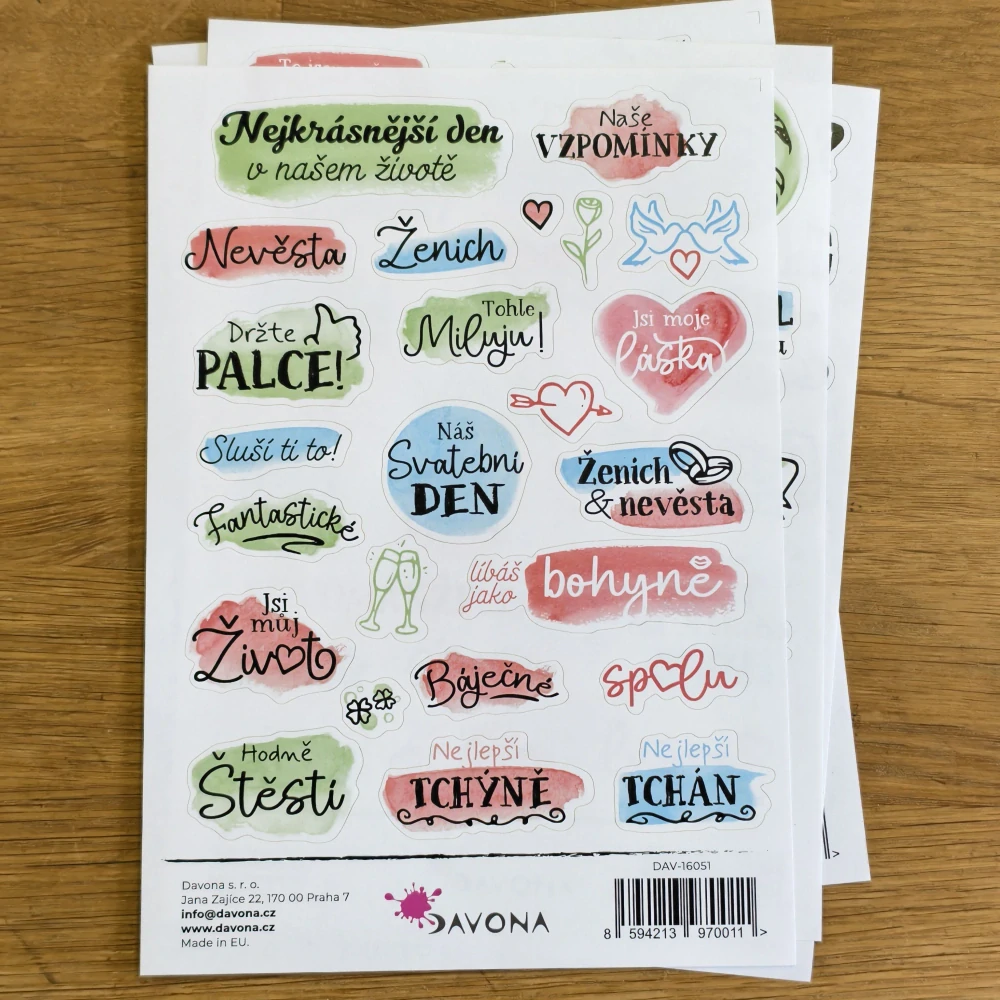 Nejkrásnější den
v našem životě
Naše
VZPOMÍNKY
Nevěsta
Ženich
Držte
PALCE!
Tohle
Miluju!
Jsi moje
láska
Sluší ti to!
Náš
Svatební
DEN
Ženich
& nevěsta
Fantastické
líbáš
jako
bohyně
Jsi
můj
Život
Báječné
spolu
Hodně
Štěstí
Nejlepší
TCHÝNĚ
Nejlepší
TCHÁN
Davona s. r. o.
Jana Zajíce 22, 170 00 Praha 7
info@davona.cz
www.davona.cz
Made in EU.
DAVONA
DAV-16051
8 594213 970011 >